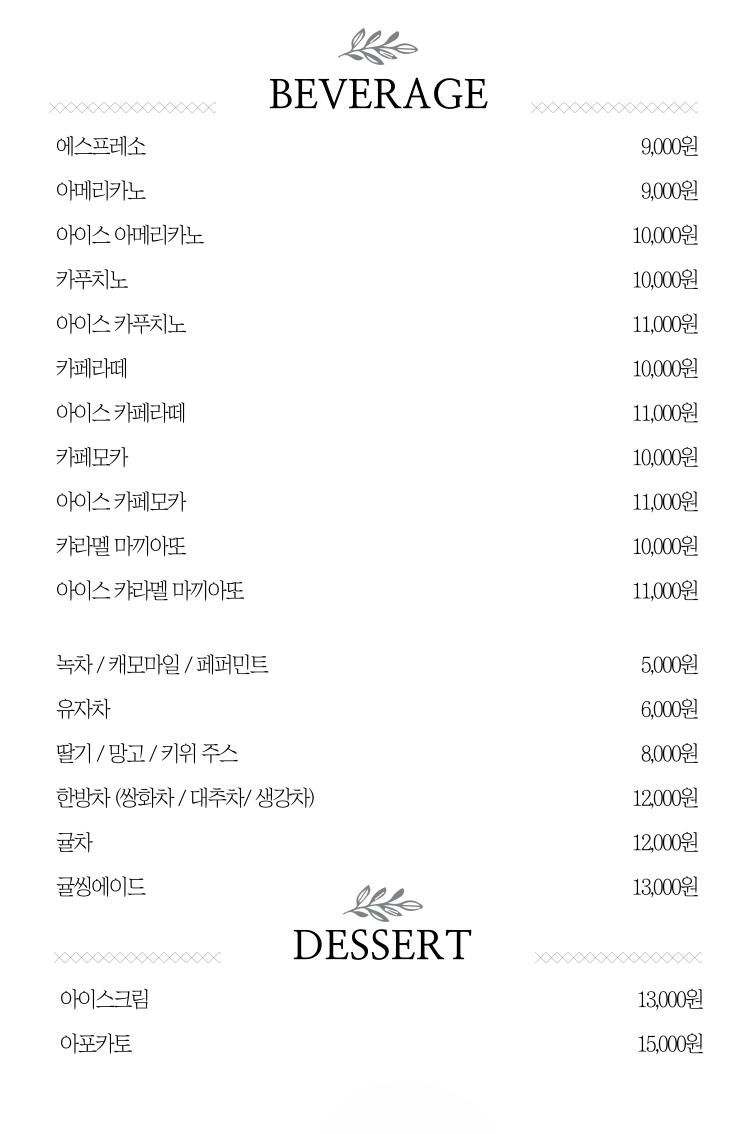 BEVERAGE
에스프레소 9,000원
아메리카노 9,000원
아이스 아메리카노 10,000원
카푸치노 10,000원
아이스 카푸치노 11,000원
카페라떼 10,000원
아이스 카페라떼 11,000원
카페모카 10,000원
아이스 카페모카 11,000원
캬라멜 마끼아또 10,000원
아이스 캬라멜 마끼아또 11,000원
녹차 / 캐모마일 / 페퍼민트 5,000원
유자차 6,000원
딸기 / 망고 / 키위 주스 8,000원
한방차 (쌍화차 / 대추차/ 생강차) 12,000원
귤차 12,000원
귤씽에이드 13,000원
DESSERT
아이스크림 13,000원
아포카토 15,000원